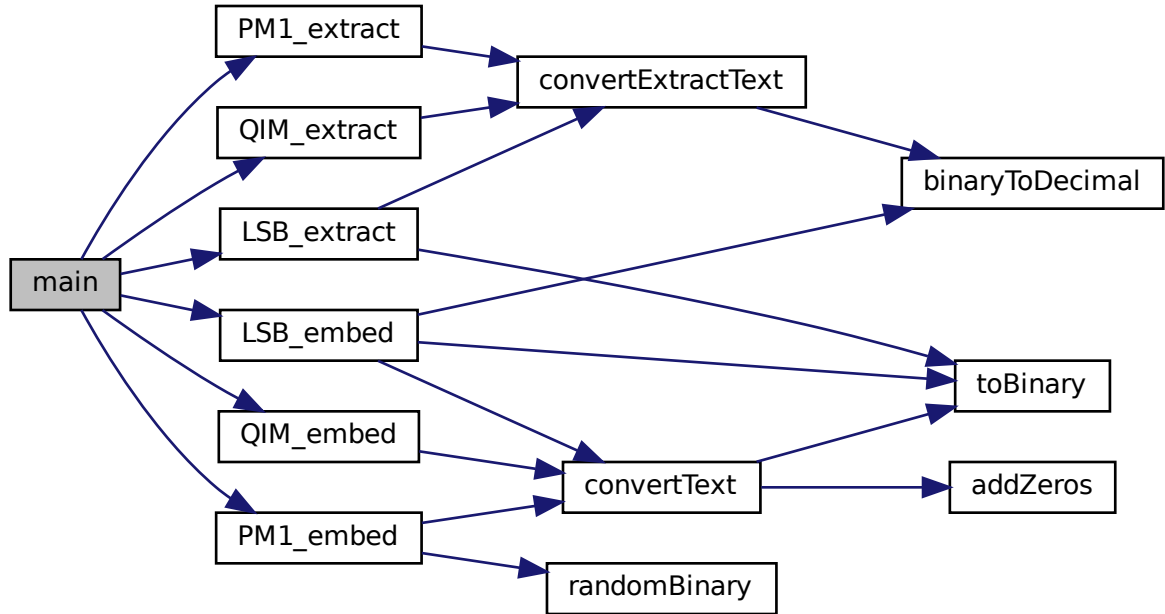 PM1_extract
convertExtractText
QIM_extract
binaryToDecimal
LSB_extract
main
LSB_embed
toBinary
QIM_embed
convertText
addZeros
PM1_embed
randomBinary